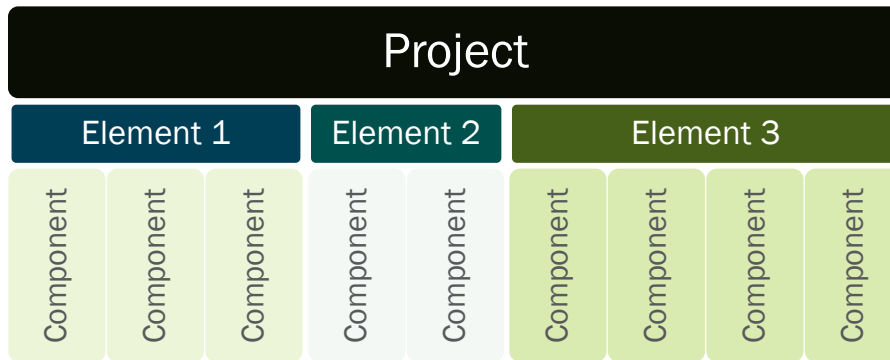 Project
Element 1
Element 2
Element 3
Component
Component
Component
Component
Component
Component
Component
Component
Component